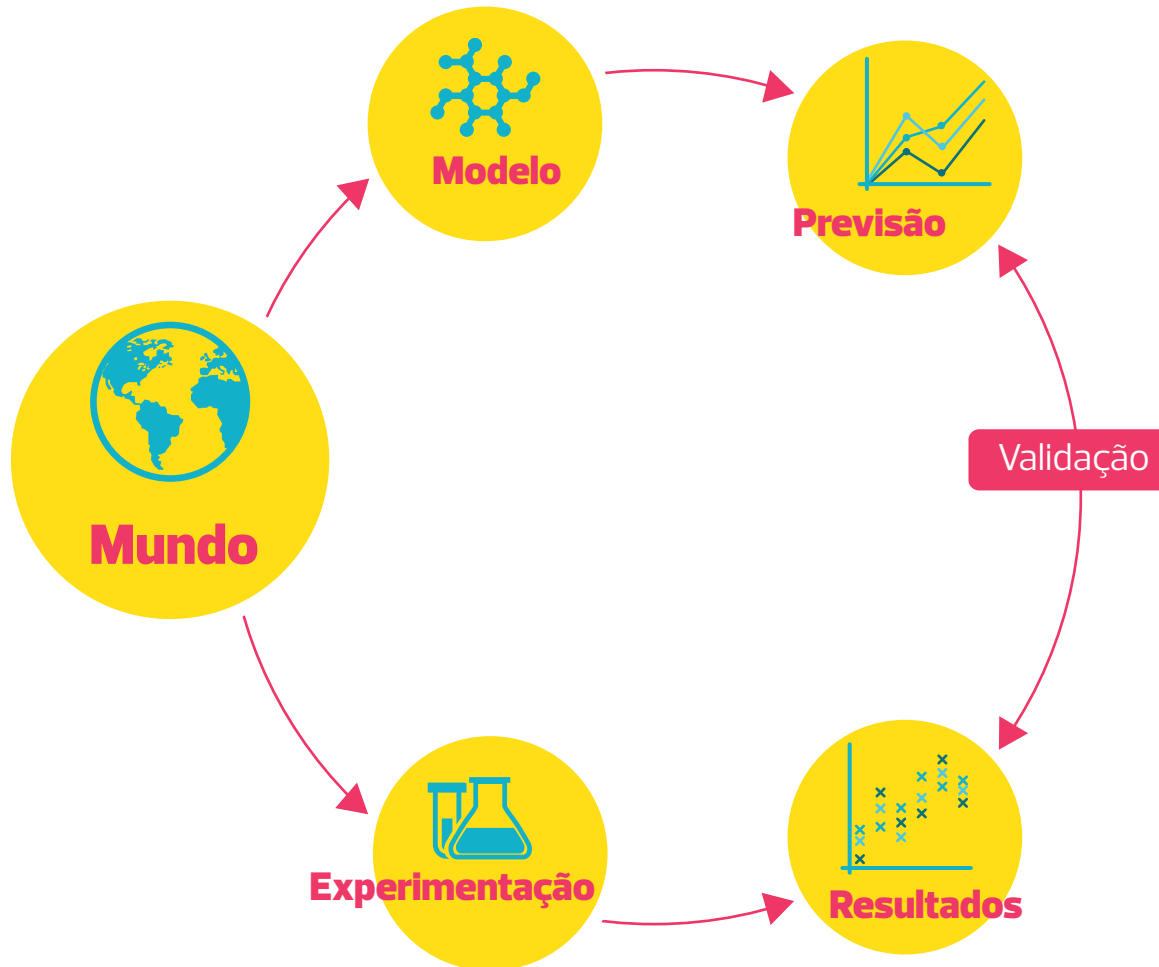 Modelo
Previsão
Mundo
Validação
Experimentação
Resultados